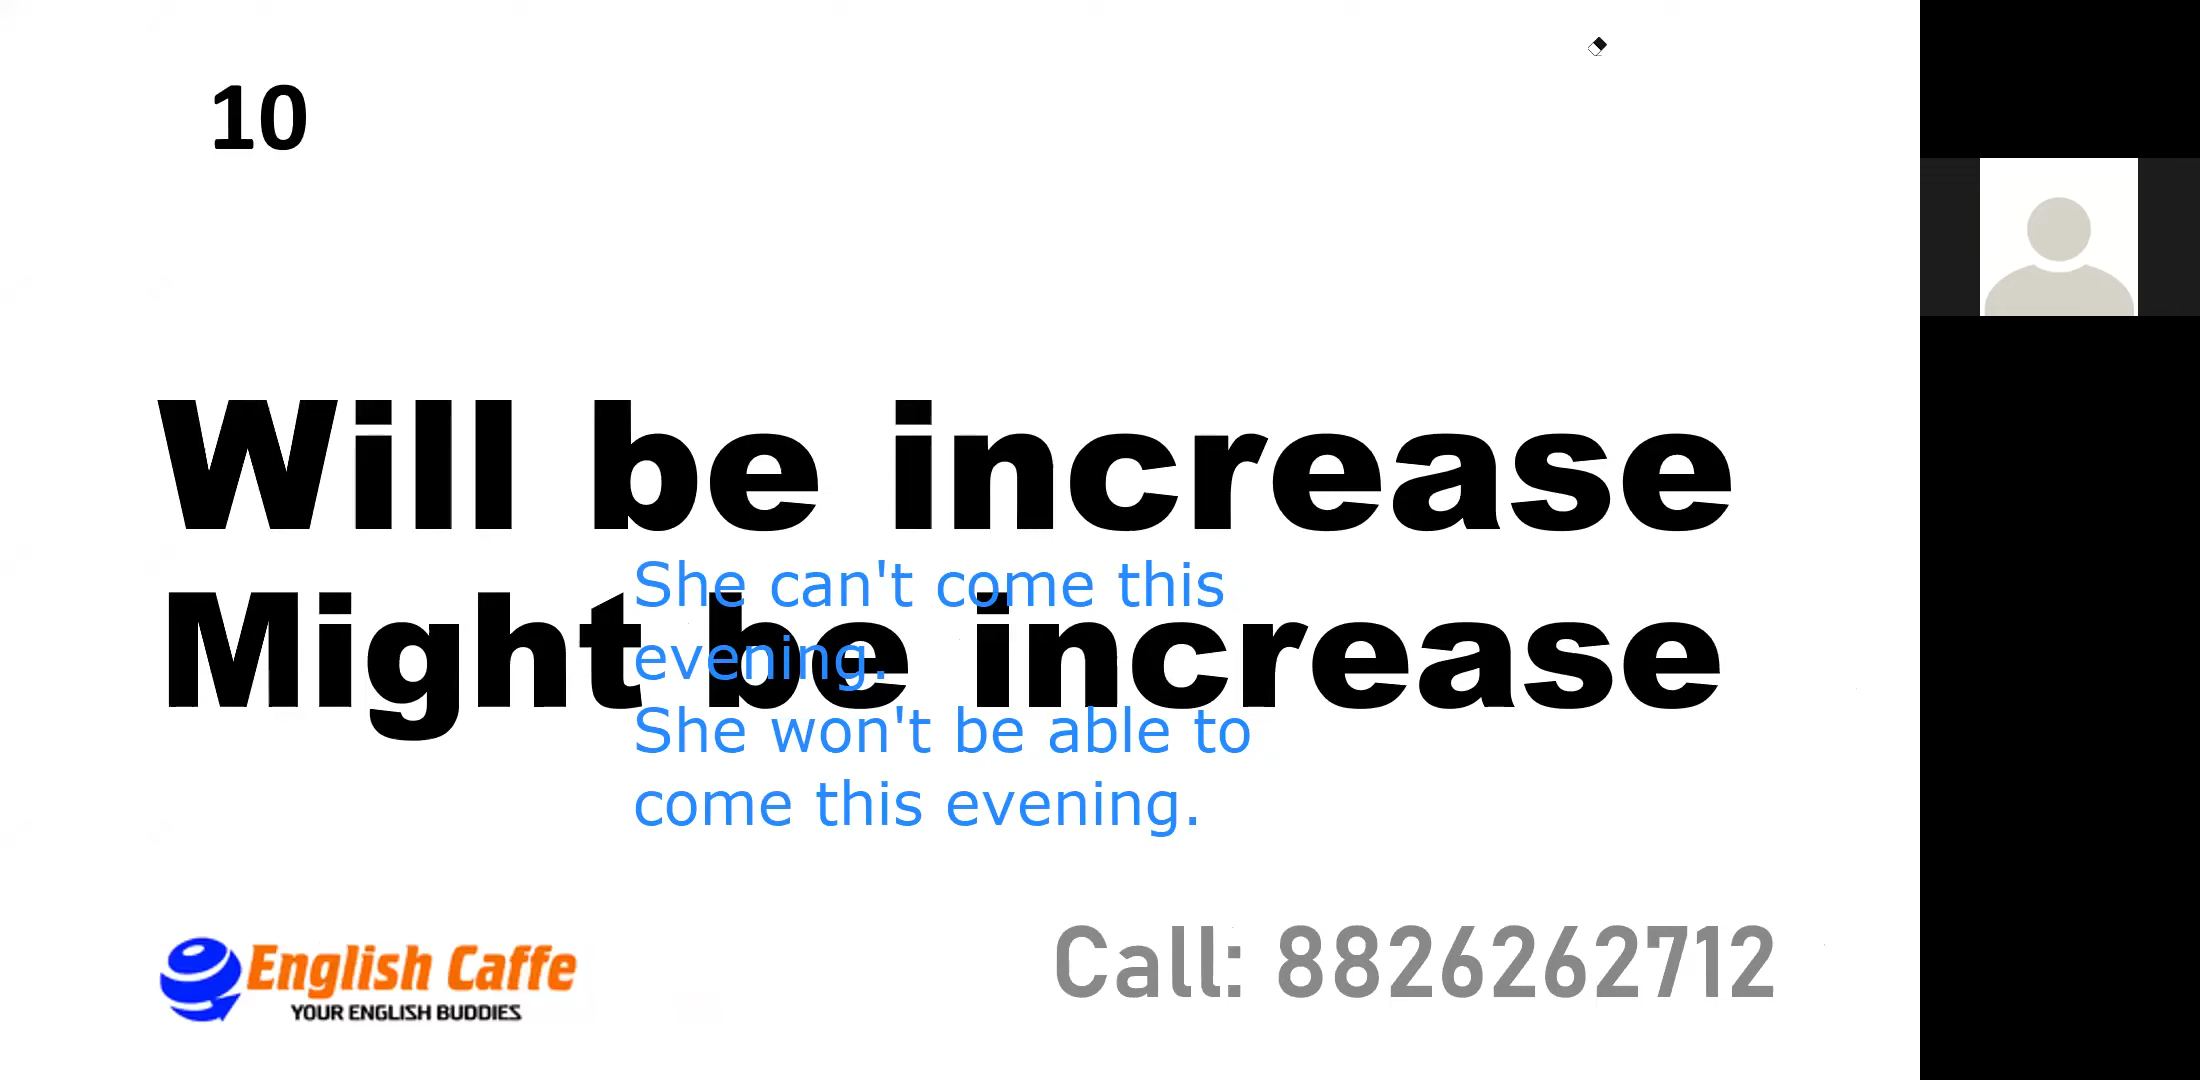 10
Will be increase
She can't come this
Might be increase
evening.
She won't be able to
come this evening.
English Caffe
YOUR ENGLISH BUDDIES
Call: 8826262712